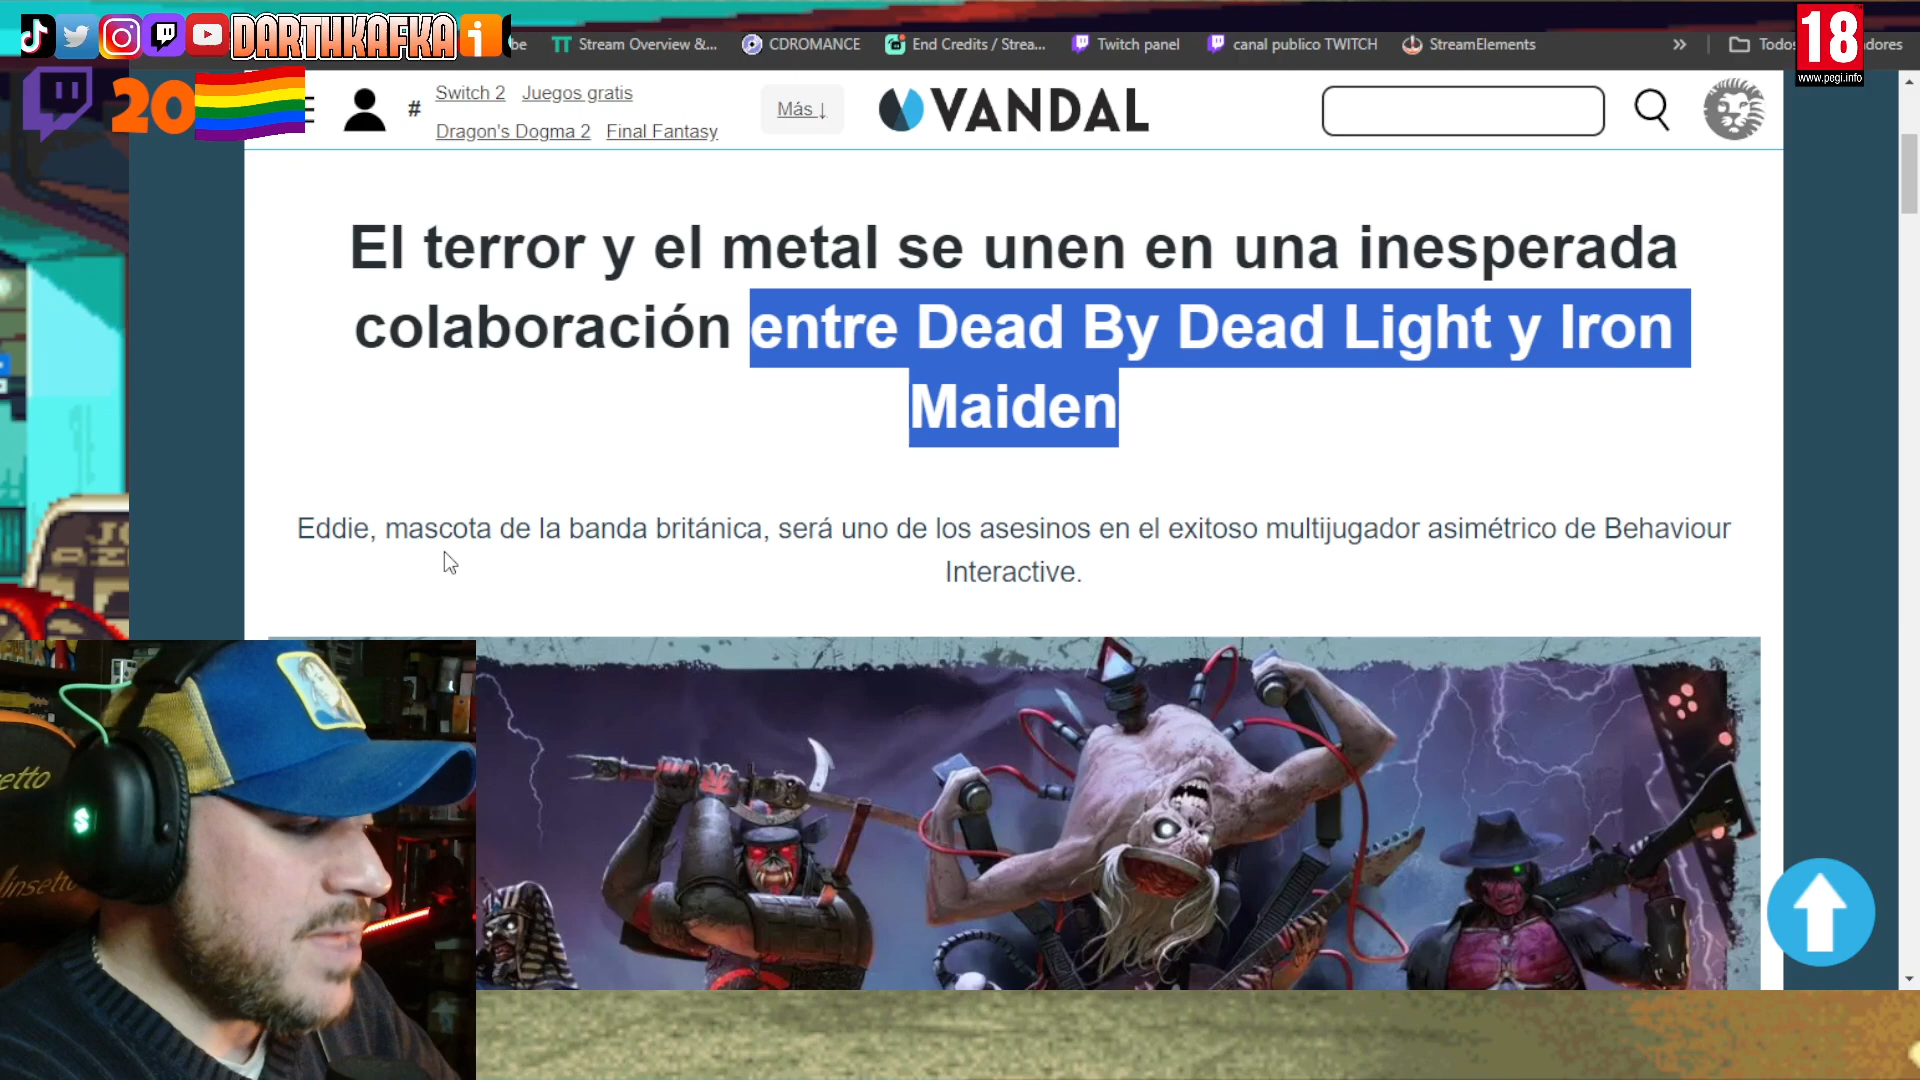 DARTHKAFKA i be Stream Overview &... CDROMANCE End Credits / Strea... Twitch panel canal publico TWITCH StreamElements » Todos adores
18
www.pegi.info
20
# Switch 2 Juegos gratis
Dragon's Dogma 2 Final Fantasy
Más ↓
VANDAL
El terror y el metal se unen en una inesperada
colaboración entre Dead By Dead Light y Iron
Maiden
Eddie, mascota de la banda británica, será uno de los asesinos en el exitoso multijugador asimétrico de Behaviour
Interactive.